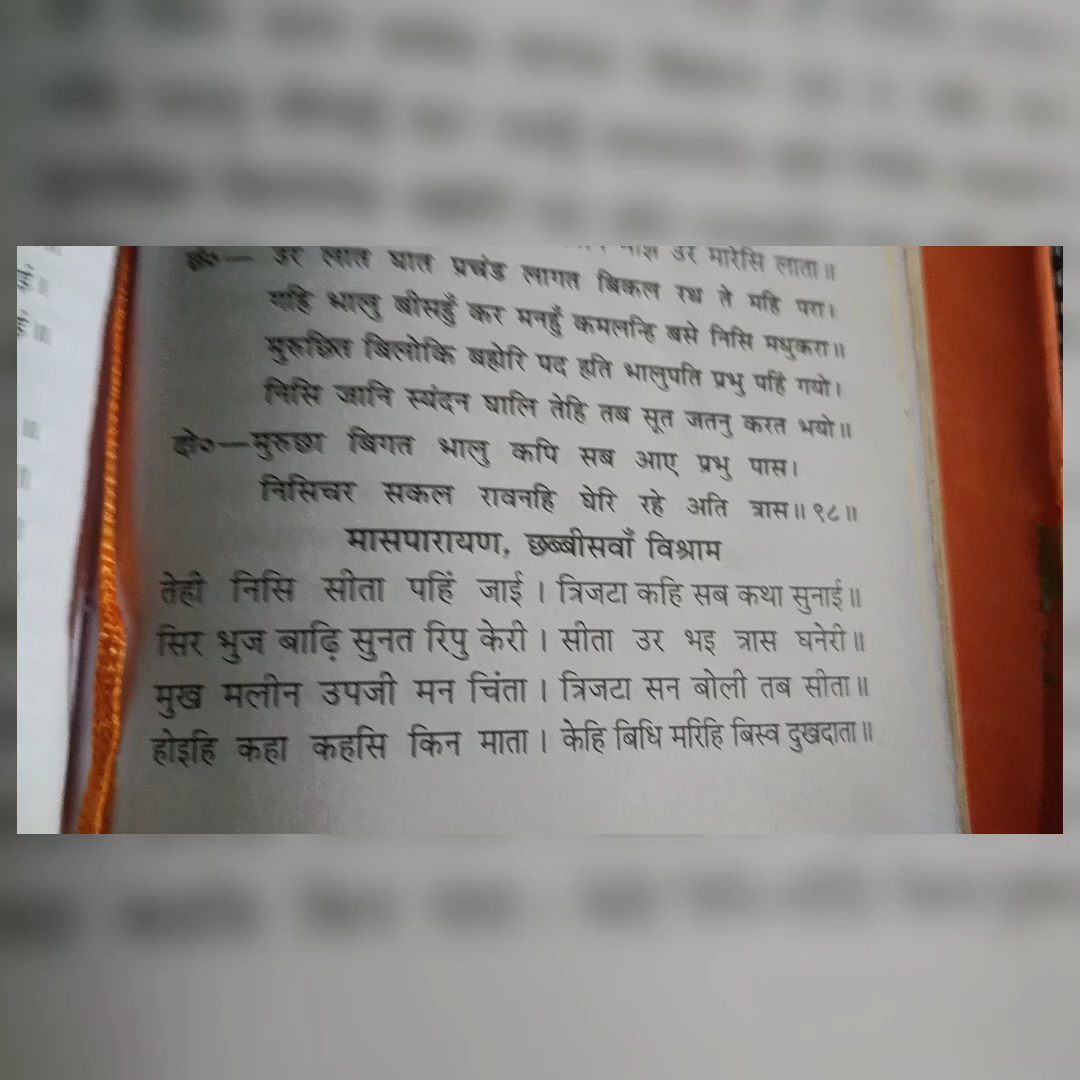 उर मारेसि लाता॥
छं०— उर लात घात प्रचंड लागत बिकल रथ ते महि परा।
गहि भालु बीसहुँ कर मनहुँ कमलन्हि बसे निसि मधुकरा॥
मुरुछित बिलोकि बहोरि पद हति भालुपति प्रभु पहिं गयो।
निसि जानि स्यंदन घालि तेहि तब सूत जतनु करत भयो॥
दो०—मुरुछा बिगत भालु कपि सब आए प्रभु पास।
निसिचर सकल रावनहि घेरि रहे अति त्रास॥९८॥
मासपारायण, छब्बीसवाँ विश्राम
तेही निसि सीता पहिं जाई। त्रिजटा कहि सब कथा सुनाई॥
सिर भुज बाढ़ि सुनत रिपु केरी। सीता उर भइ त्रास घनेरी॥
मुख मलीन उपजी मन चिंता। त्रिजटा सन बोली तब सीता॥
होइहि कहा कहसि किन माता। केहि बिधि मरिहि बिस्व दुखदाता॥